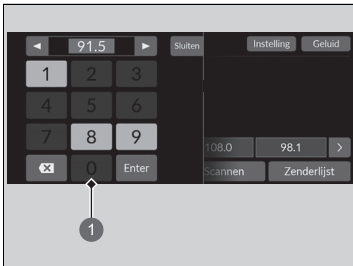 91.5 Sluiten Instelling Geluid
1 2 3
4 5 6
7 8 9
108.0 98.1
0 Enter Scannen Zenderlijst
1